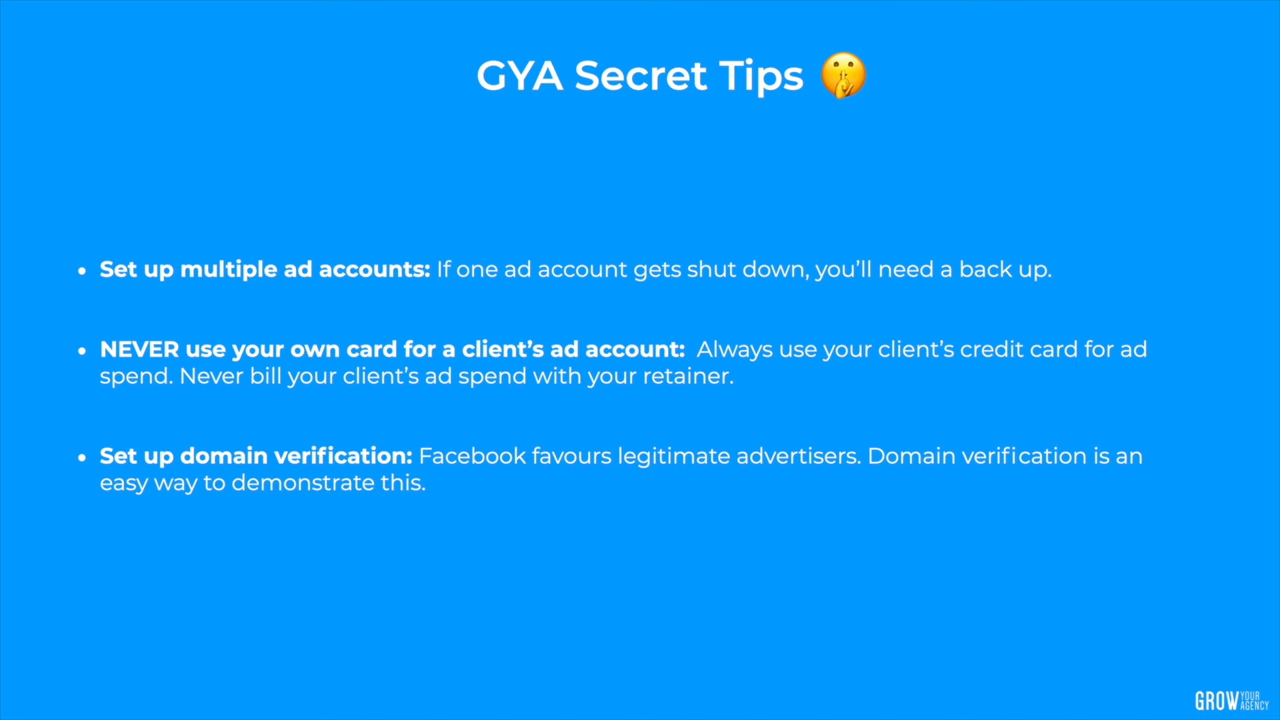 GYA Secret Tips 🤫
• Set up multiple ad accounts: If one ad account gets shut down, you'll need a back up.
• NEVER use your own card for a client's ad account:  Always use your client's credit card for ad
spend. Never bill your client's ad spend with your retainer.
• Set up domain verification: Facebook favours legitimate advertisers. Domain verification is an
easy way to demonstrate this.
GROW YOUR AGENCY